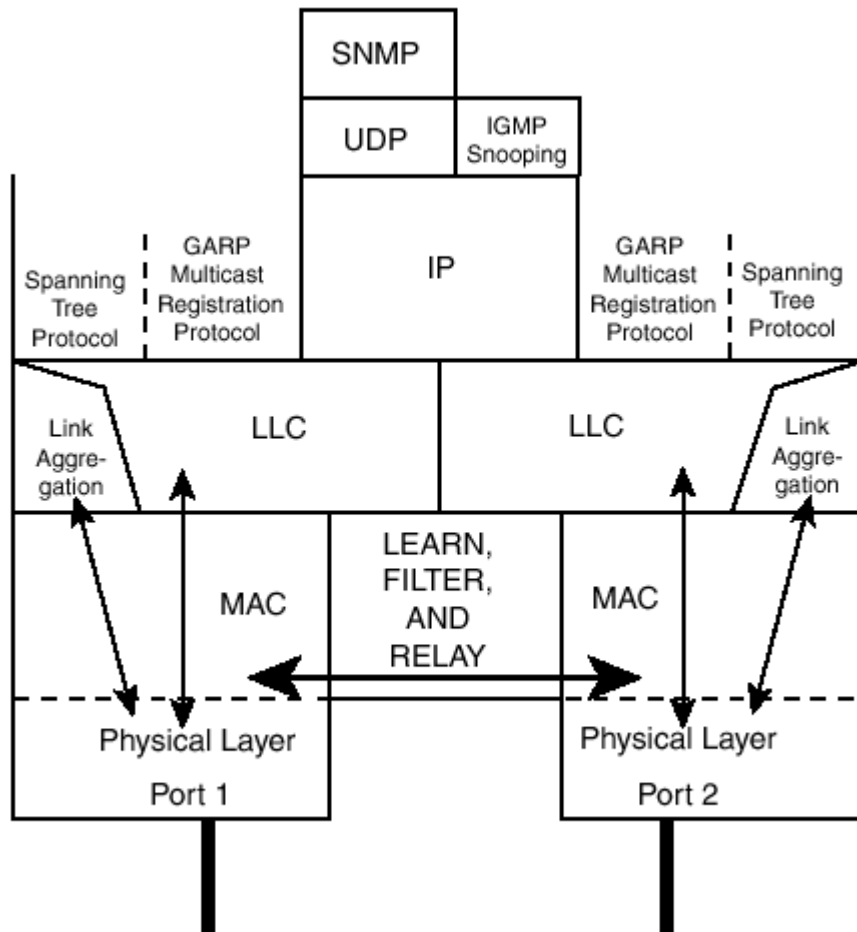 SNMP
UDP
IGMP
Snooping
IP
Spanning
Tree
Protocol
GARP
Multicast
Registration
Protocol
GARP
Multicast
Registration
Protocol
Spanning
Tree
Protocol
Link
Aggre-
gation
LLC
LLC
Link
Aggre-
gation
MAC
LEARN,
FILTER,
AND
RELAY
MAC
Physical Layer
Port 1
Physical Layer
Port 2